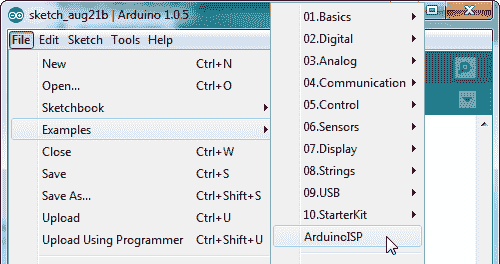 sketch_aug21b | Arduino 1.0.5
File Edit Sketch Tools Help
New Ctrl+N
Open... Ctrl+O
Sketchbook
Examples
Close Ctrl+W
Save Ctrl+S
Save As... Ctrl+Shift+S
Upload Ctrl+U
Upload Using Programmer Ctrl+Shift+U
01.Basics
02.Digital
03.Analog
04.Communication
05.Control
06.Sensors
07.Display
08.Strings
09.USB
10.StarterKit
ArduinoISP